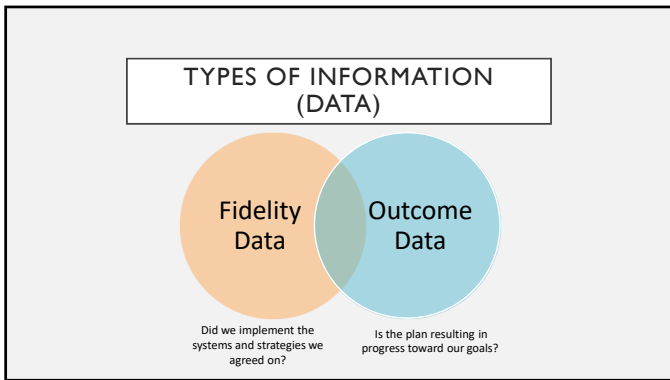 TYPES OF INFORMATION
(DATA)
Fidelity
Data
Outcome
Data
Did we implement the
systems and strategies we
agreed on?
Is the plan resulting in
progress toward our goals?